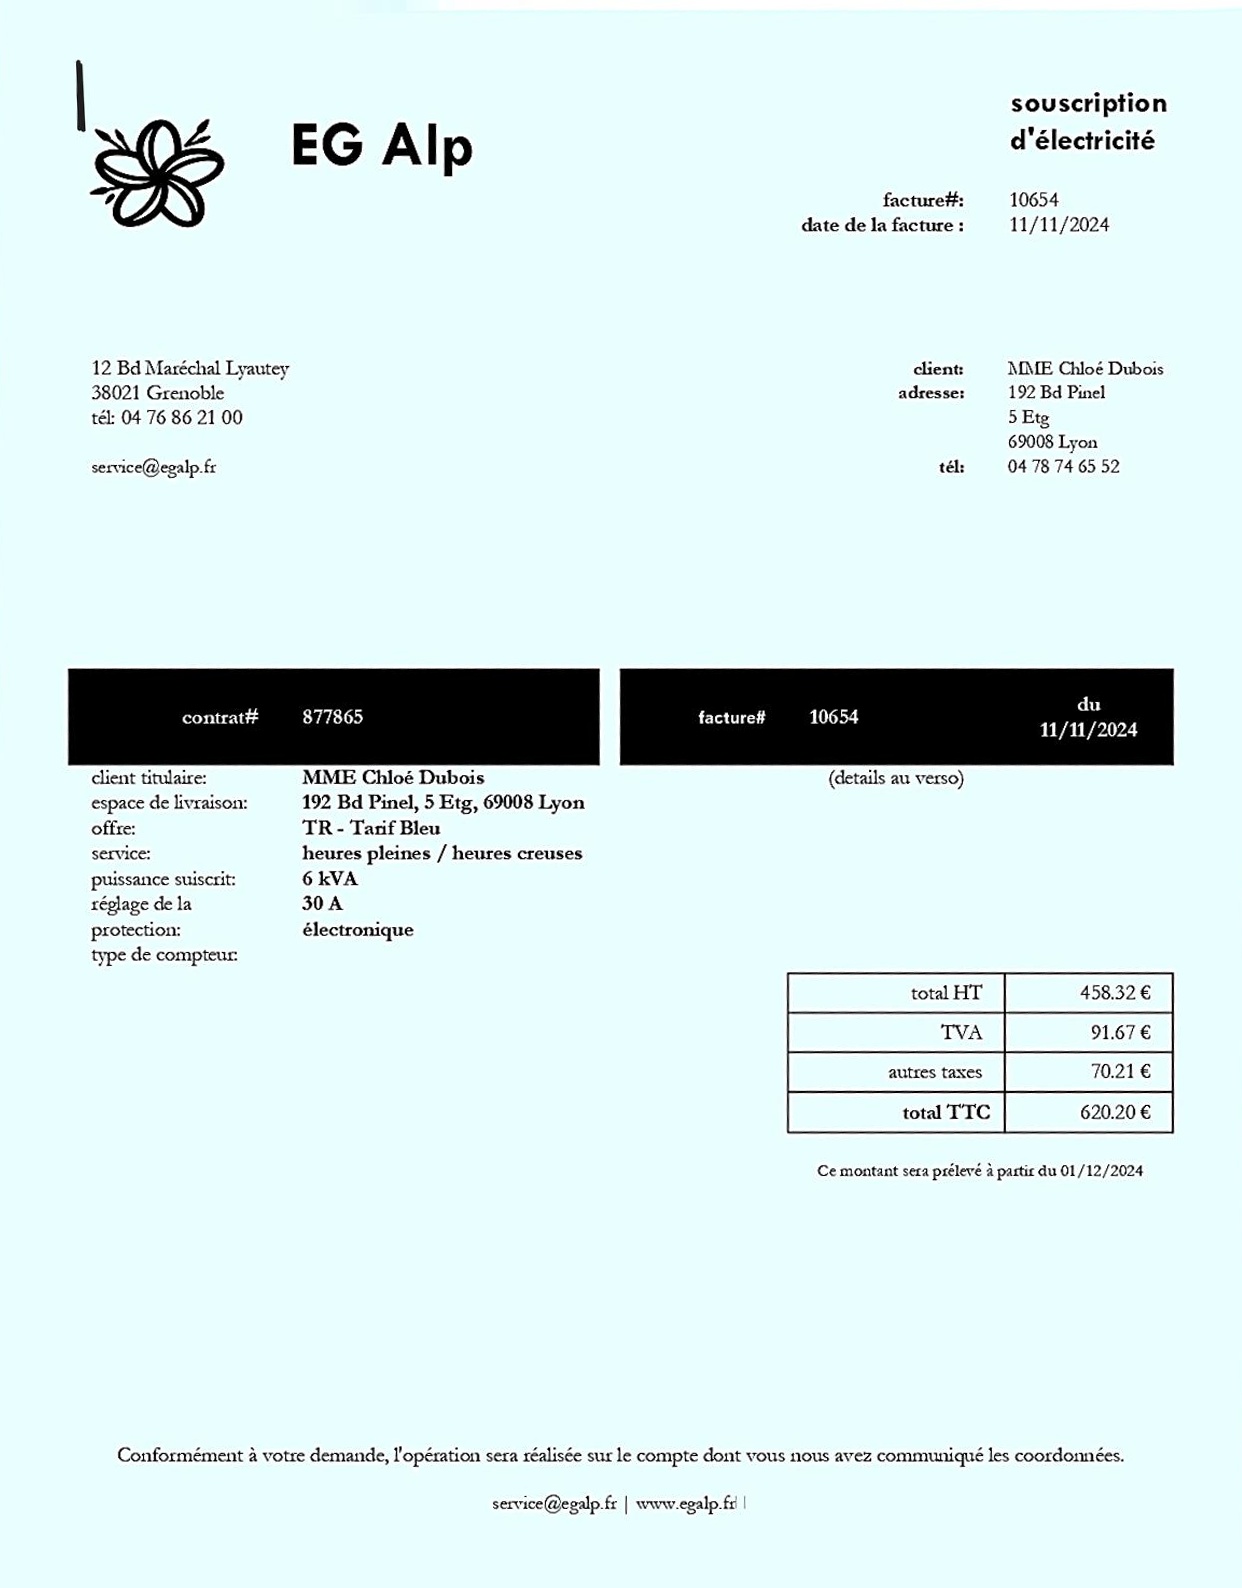 EG Alp
souscription
d'électricité
facture#: 10654
date de la facture : 11/11/2024
12 Bd Maréchal Lyautey
38021 Grenoble
tél: 04 76 86 21 00
service@egalp.fr
client: MME Chloé Dubois
adresse: 192 Bd Pinel
5 Etg
69008 Lyon
tél: 04 78 74 65 52
contrat# 877865
client titulaire: MME Chloé Dubois
espace de livraison: 192 Bd Pinel, 5 Etg, 69008 Lyon
offre: TR - Tarif Bleu
service: heures pleines / heures creuses
puissance suiscrit: 6 kVA
réglage de la 30 A
protection: électronique
type de compteur:
facture# 10654 du
11/11/2024
(details au verso)
total HT 458.32 €
TVA 91.67 €
autres taxes 70.21 €
total TTC 620.20 €
Ce montant sera prélevé à partir du 01/12/2024
Conformément à votre demande, l'opération sera réalisée sur le compte dont vous nous avez communiqué les coordonnées.
service@egalp.fr | www.egalp.fr |